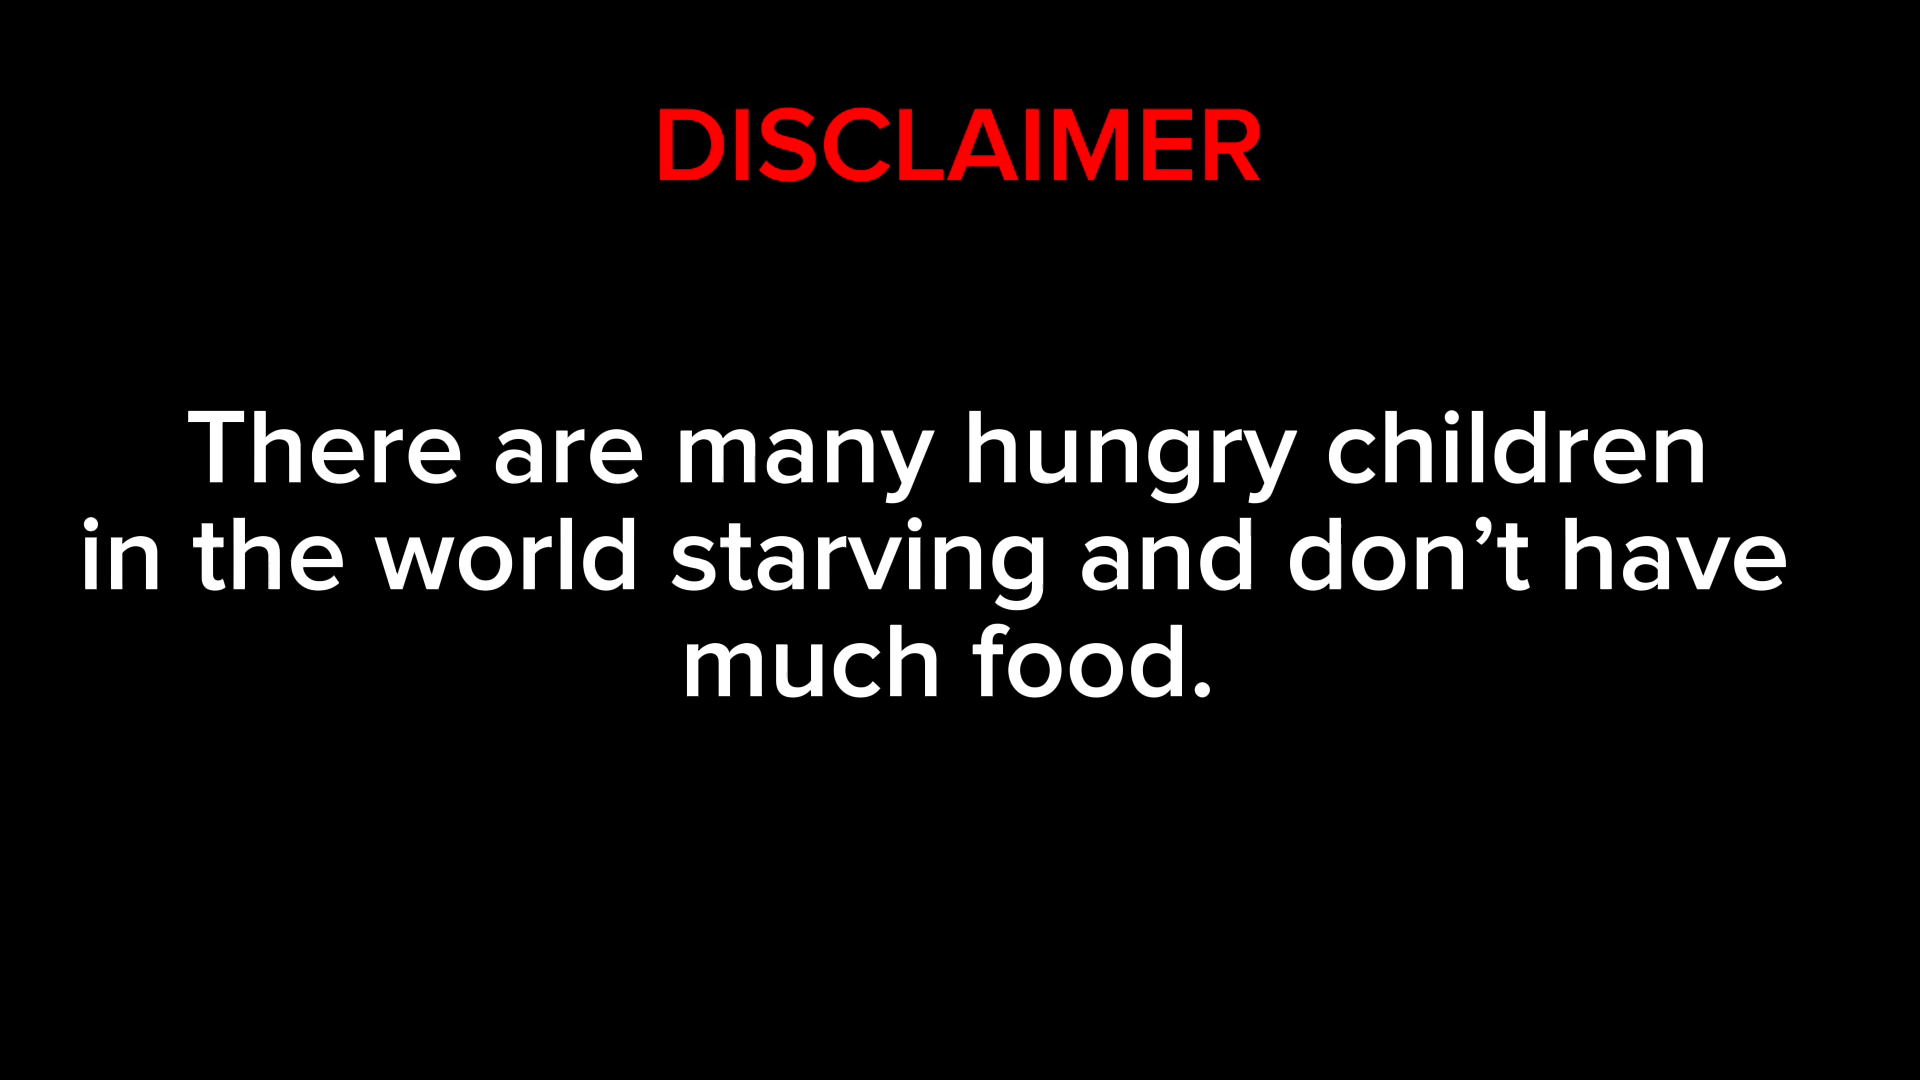 DISCLAIMER
There are many hungry children
in the world starving and don’t have
much food.